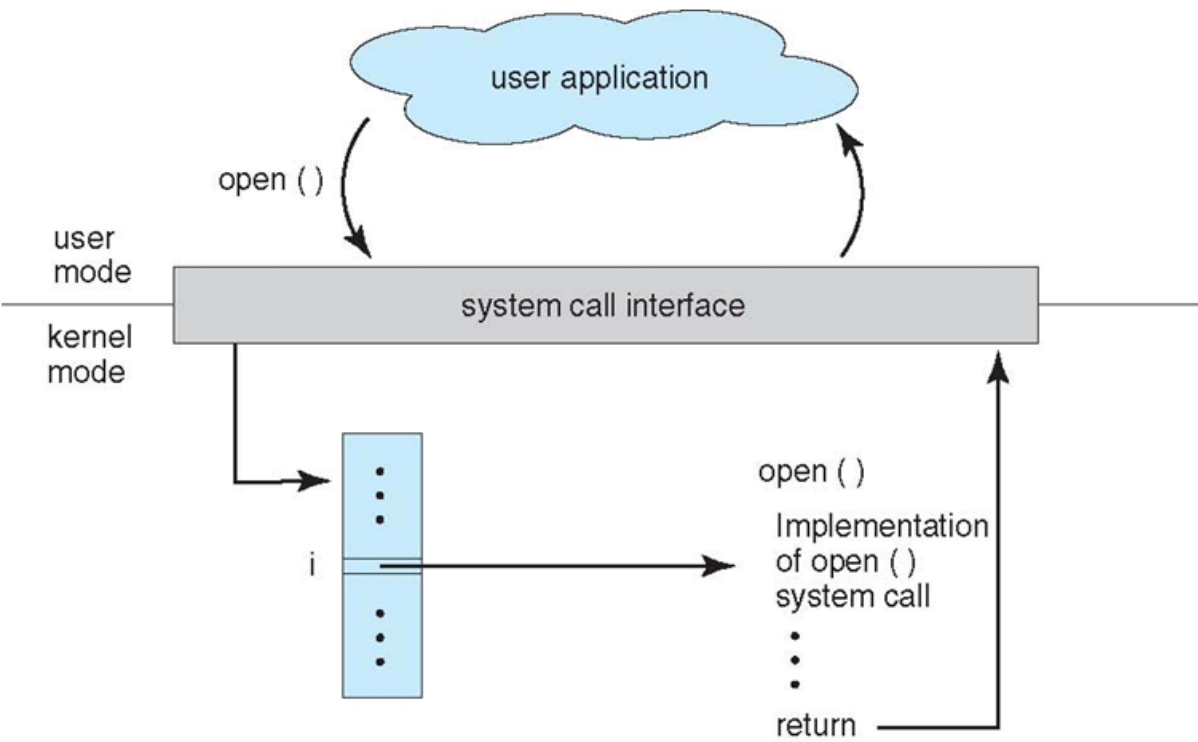 user application
open ( )
user
mode
system call interface
kernel
mode
open ( )
i
Implementation
of open ( )
system call
return